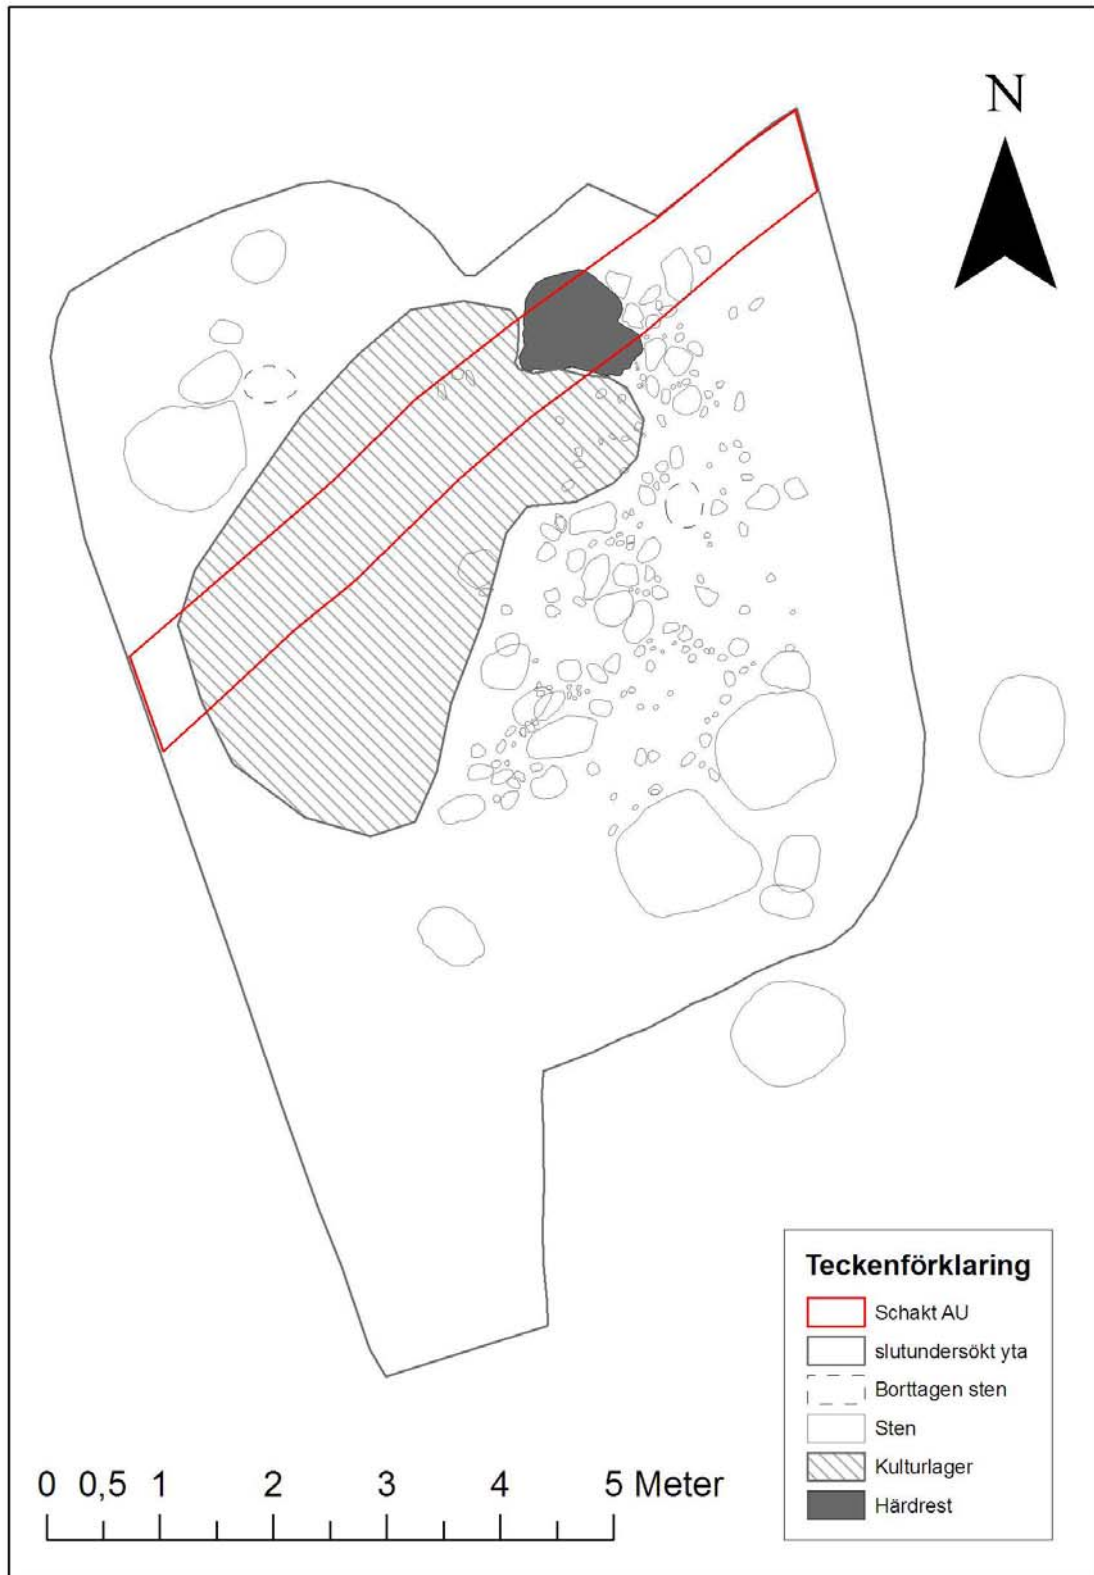 N
Teckenförklaring
Schakt AU
slutundersökt yta
Borttagen sten
Sten
Kulturlager
Härdrest
0 0,5 1 2 3 4 5 Meter